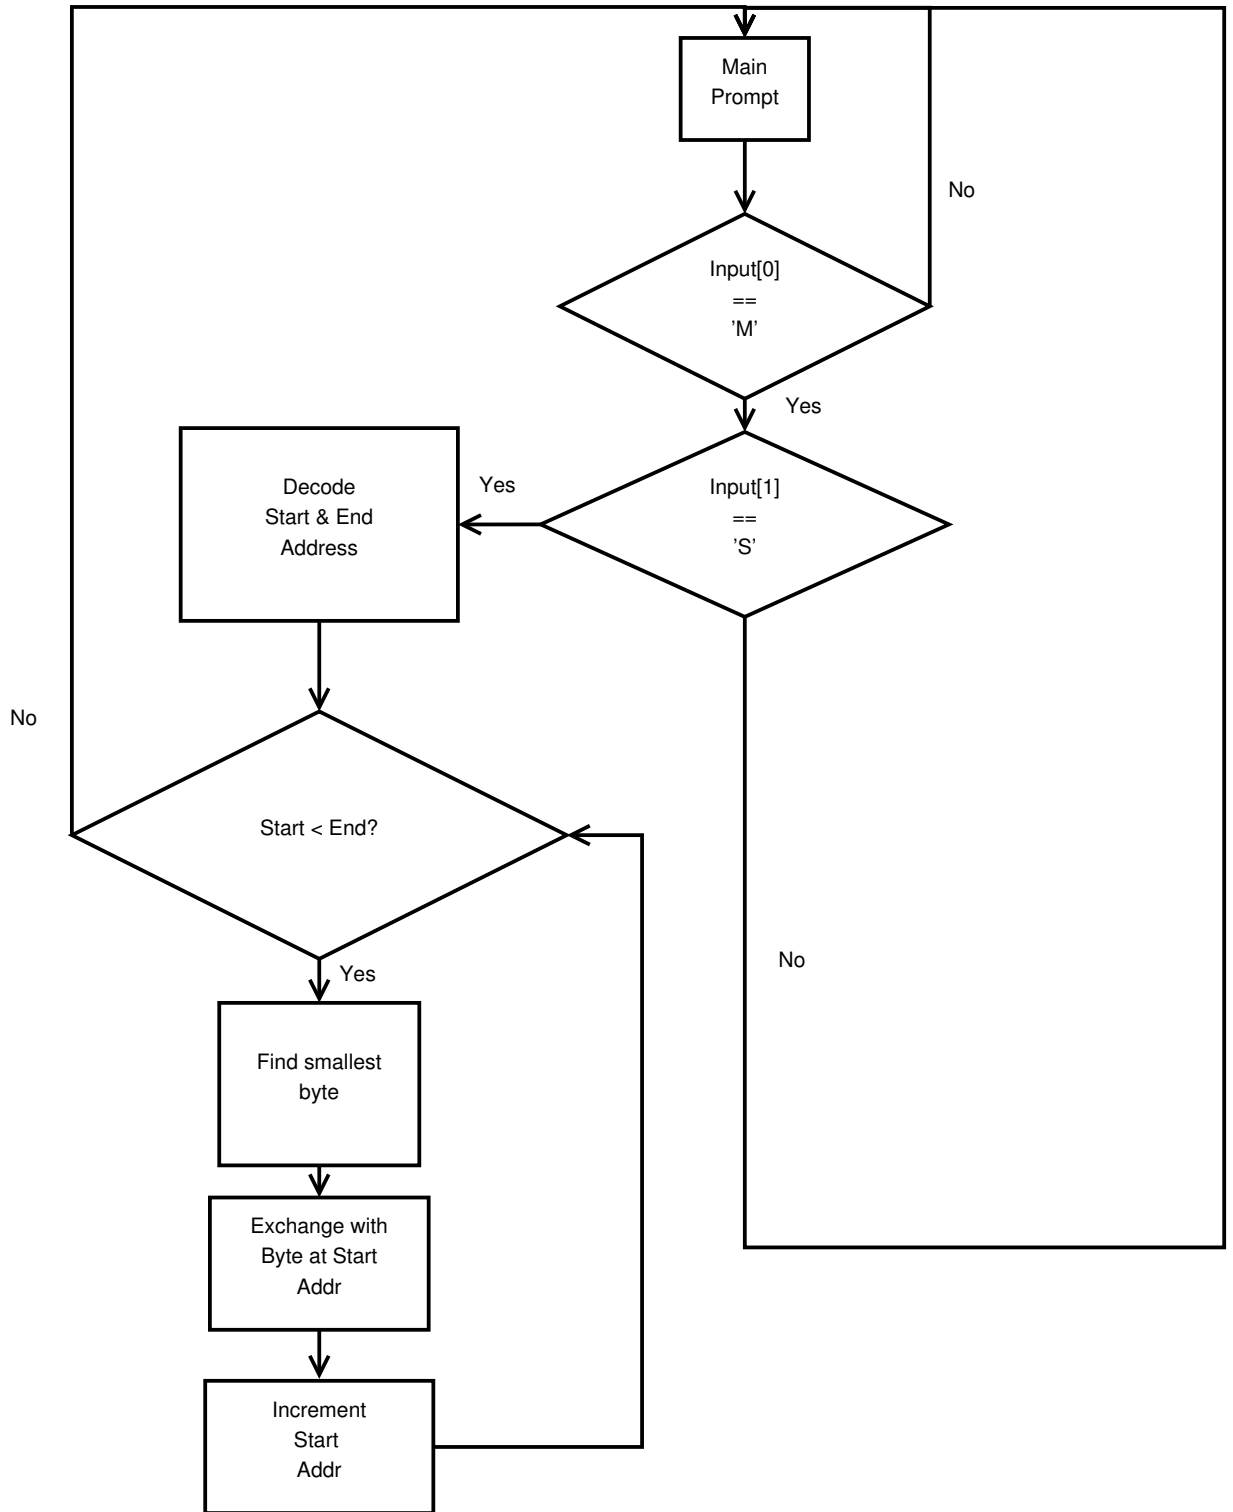 Main
Prompt
No
Input[0]
==
’M’
Yes
Input[1]
==
’S’
Yes
Decode
Start & End
Address
No
Start < End?
No
Yes
Find smallest
byte
Exchange with
Byte at Start
Addr
Increment
Start
Addr